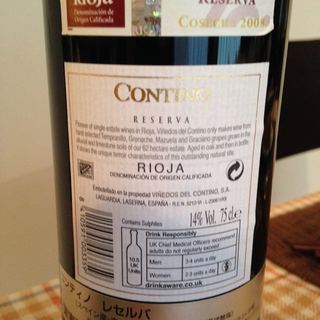 RIOJA
DENOMINACIÓN DE
ORIGEN CALIFICADA
RESERVA
COSECHA 2008
CONTINO
RESERVA
Pioneer of single estate wines in Rioja, Viñedos del Contino only makes wine from
hand selected Tempranillo, Grenache, Mazuelo and Graciano grapes grown in the
alluvial and limestone soils of our 62 hectare estate. Aged in oak and then in bottle
it shows the unique terroir characteristics of this outstanding natural site.
RIOJA
DENOMINACIÓN DE ORIGEN CALIFICADA
Embotellado en la propiedad VIÑEDOS DEL CONTINO, S.A.
LAGUARDIA, LASERNA, ESPAÑA
14% Vol. 75 cl. e
Contains Sulphites
Drink Responsibly
UK Chief Medical Officers recommend
adults do not regularly exceed
Men 3-4 units a day
Women 2-3 units a day
10.5
UK
Units
drinkaware.co.uk
ンティノ レセルバ